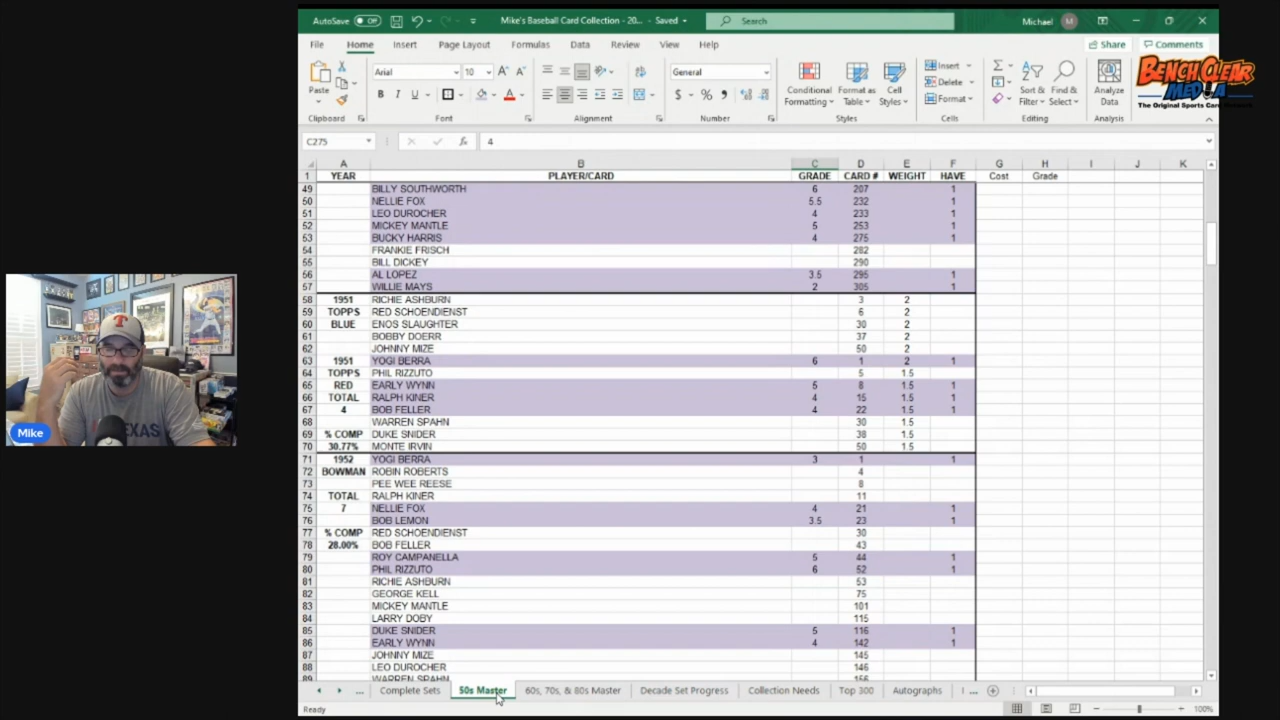 AutoSave Off Mike's Baseball Card Collection - 20... - Saved Search Michael M
File Home Insert Page Layout Formulas Data Review View Help Share Comments
BENCH CLEAR MEDIA
The Original Sports Card
Paste Arial 10 General Conditional Formatting Format as Table Cell Styles Insert Delete Format Sort & Filter Find & Select Analyze Data
Clipboard Font Alignment Number Styles Cells Editing Analysis
C275 4
A B C D E F G H I J K
1 YEAR PLAYER/CARD GRADE CARD # WEIGHT HAVE Cost Grade
49 BILLY SOUTHWORTH 6 207 1
50 NELLIE FOX 5.5 232 1
51 LEO DUROCHER 4 233 1
52 MICKEY MANTLE 5 253 1
53 BUCKY HARRIS 4 275 1
54 FRANKIE FRISCH 282
55 BILL DICKEY 290
56 AL LOPEZ 3.5 295 1
57 WILLIE MAYS 2 305 1
58 1951 RICHIE ASHBURN 3 2
59 TOPPS RED SCHOENDIENST 6 2
60 BLUE ENOS SLAUGHTER 30 2
61 BOBBY DOERR 37 2
62 JOHNNY MIZE 50 2
63 1951 YOGI BERRA 6 1 2 1
64 TOPPS PHIL RIZZUTO 5 1.5
65 RED EARLY WYNN 5 8 1.5 1
66 TOTAL RALPH KINER 4 15 1.5 1
67 4 BOB FELLER 4 22 1.5 1
68 WARREN SPAHN 30 1.5
69 % COMP DUKE SNIDER 38 1.5
70 30.77% MONTE IRVIN 50 1.5
71 1952 YOGI BERRA 3 1 1
72 BOWMAN ROBIN ROBERTS 4
73 PEE WEE REESE 8
74 TOTAL RALPH KINER 11
75 7 NELLIE FOX 4 21 1
76 BOB LEMON 3.5 23 1
77 % COMP RED SCHOENDIENST 30
78 28.00% BOB FELLER 43
79 ROY CAMPANELLA 5 44 1
80 PHIL RIZZUTO 6 52 1
81 RICHIE ASHBURN 53
82 GEORGE KELL 75
83 MICKEY MANTLE 101
84 LARRY DOBY 115
85 DUKE SNIDER 5 116 1
86 EARLY WYNN 4 142 1
87 JOHNNY MIZE 145
88 LEO DUROCHER 146
89 WARREN SPAHN 156
Mike
... Complete Sets 50s Master 60s, 70s, & 80s Master Decade Set Progress Collection Needs Top 300 Autographs ...
Ready 100%